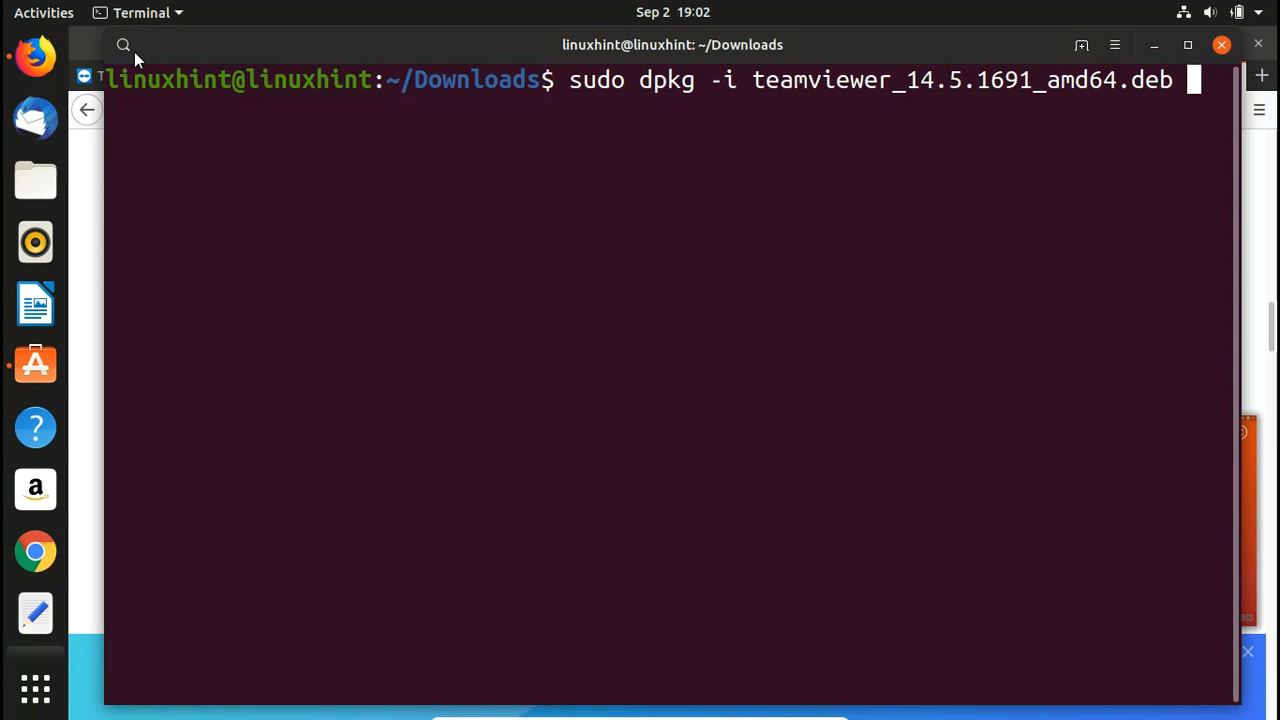 Activities Terminal Sep 2 19:02
linuxhint@linuxhint: ~/Downloads
linuxhint@linuxhint:~/Downloads$ sudo dpkg -i teamviewer_14.5.1691_amd64.deb
T
?
a